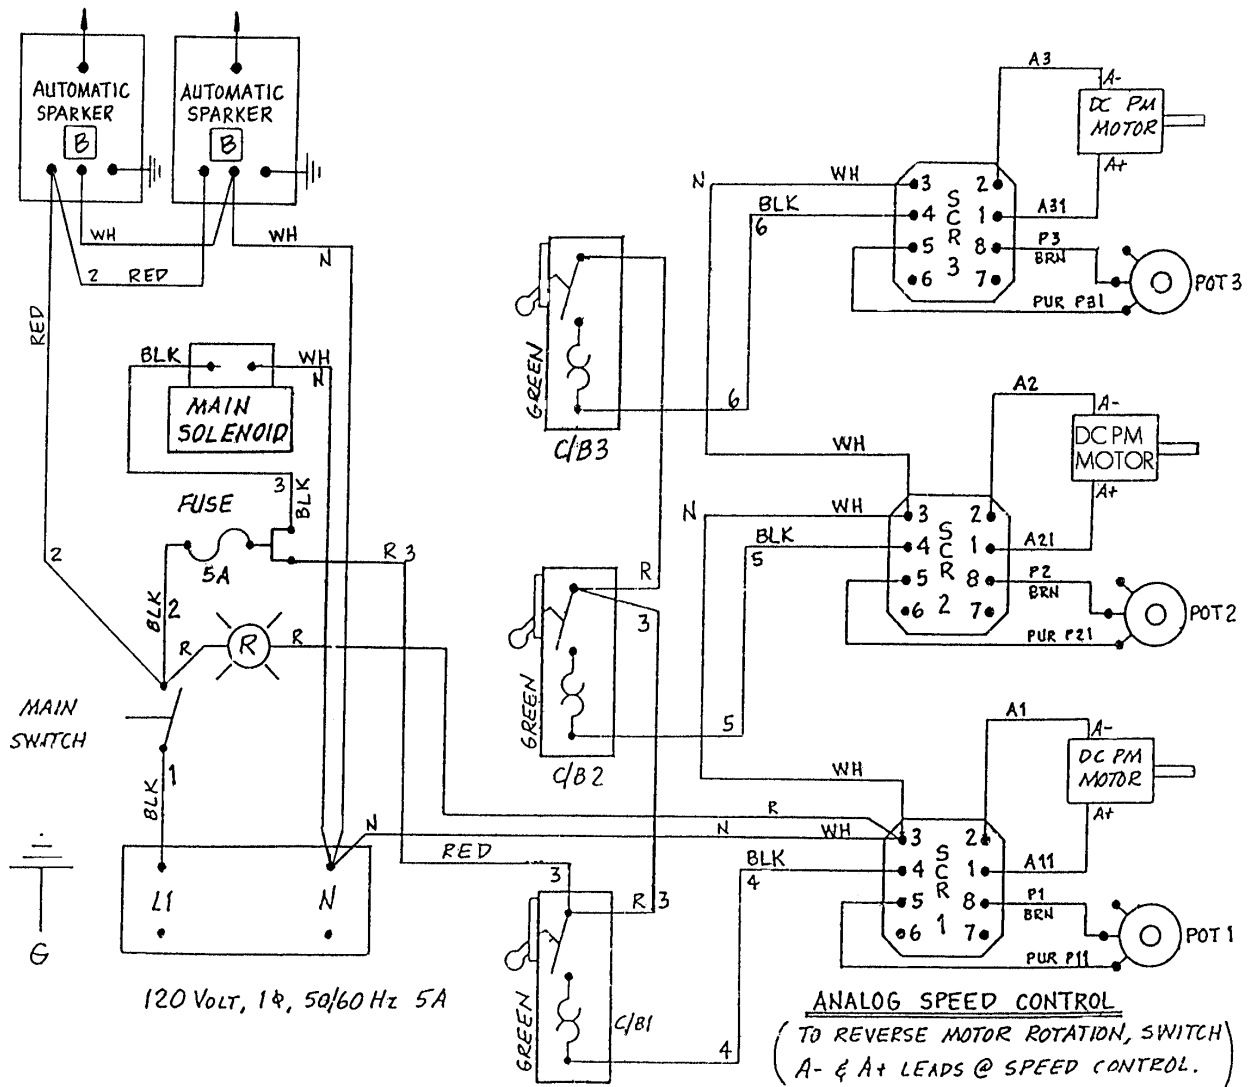 AUTOMATIC
SPARKER
B
AUTOMATIC
SPARKER
B
WH
WH
N
2 RED
RED
BLK
WH
N
MAIN
SOLENOID
3
BLK
FUSE
5A
R 3
2
BLK
2
R
R
R
MAIN
SWITCH
1
BLK
N
RED
3
L1
N
G
120 VOLT, 1Φ, 50/60 HZ 5A
GREEN
C/B3
6
R
3
GREEN
C/B2
5
R 3
GREEN
C/B1
4
N
WH
BLK
6
3
4
5
6
2
1
8
7
SCR 3
A3
A-
DC PM
MOTOR
A+
A31
P3
BRN
PUR P31
POT 3
WH
N
WH
BLK
5
3
4
5
6
2
1
8
7
SCR 2
A2
A-
DC PM
MOTOR
A+
A21
P2
BRN
PUR P21
POT 2
WH
R
N
WH
BLK
4
3
4
5
6
2
1
8
7
SCR 1
A1
A-
DC PM
MOTOR
A+
A11
P1
BRN
PUR P11
POT 1
ANALOG SPEED CONTROL
( TO REVERSE MOTOR ROTATION, SWITCH
A- & A+ LEADS @ SPEED CONTROL. )